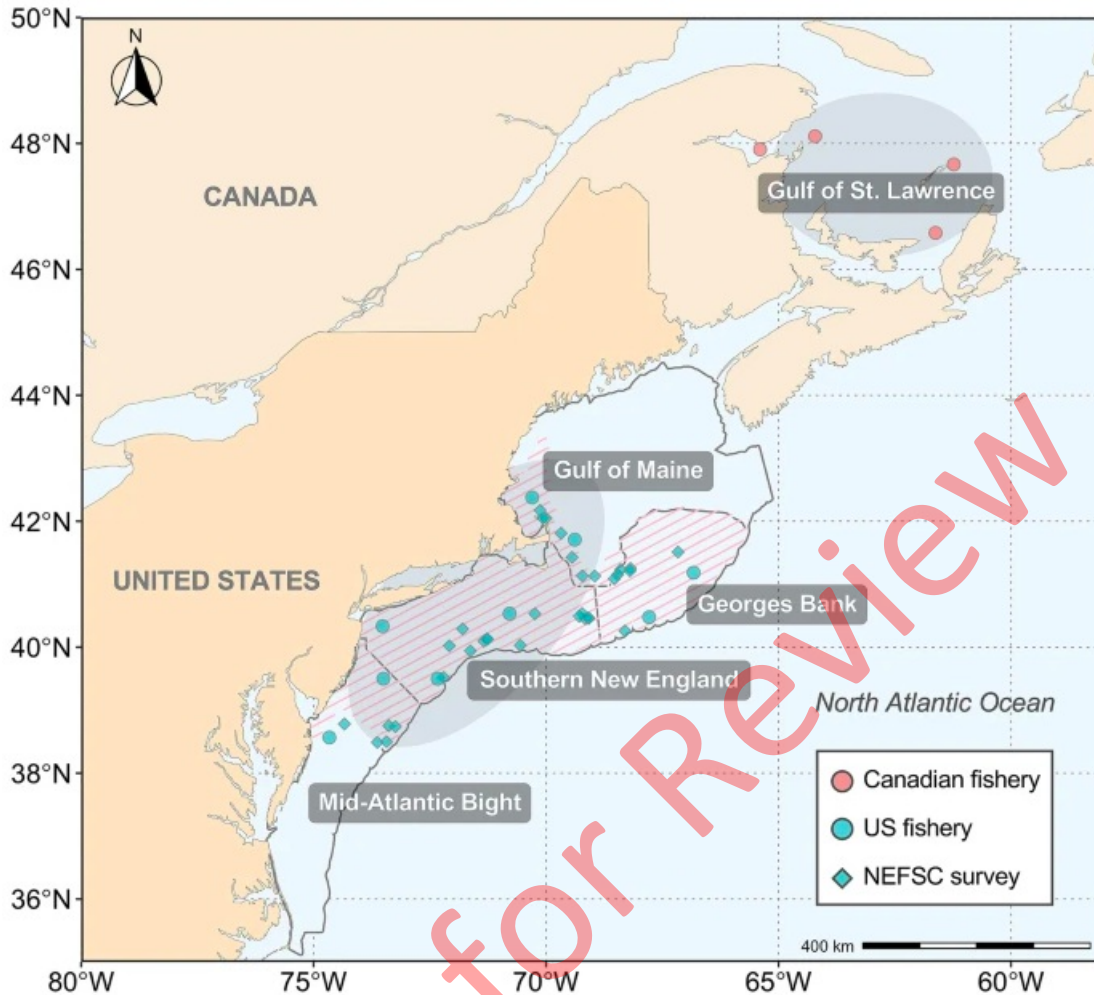 50°N
N
48°N
CANADA
Gulf of St. Lawrence
46°N
44°N
Gulf of Maine
42°N
UNITED STATES
Georges Bank
40°N
Southern New England
North Atlantic Ocean
38°N
Mid-Atlantic Bight
Canadian fishery
US fishery
NEFSC survey
36°N
400 km
80°W
75°W
70°W
65°W
60°W
for Review